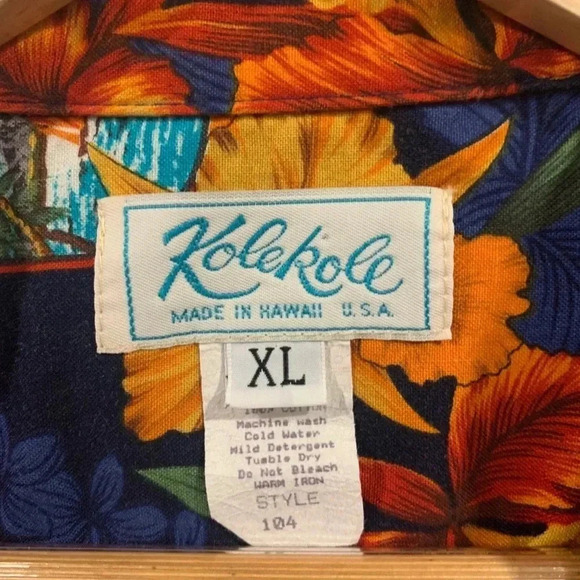 Kolekole
MADE IN HAWAII U.S.A.
XL
100% COTTON
Machine Wash
Cold Water
Mild Detergent
Tumble Dry
Do Not Bleach
WARM IRON
STYLE
104